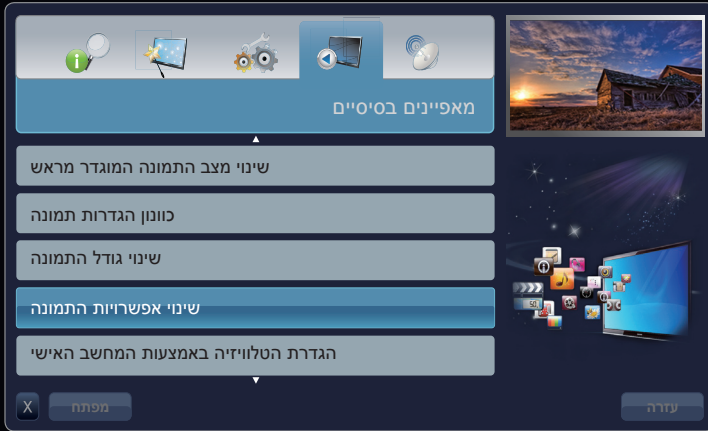 מאפיינים בסיסיים
שינוי מצב התמונה המוגדר מראש
כוונון הגדרות תמונה
שינוי גודל התמונה
שינוי אפשרויות התמונה
הגדרת הטלוויזיה באמצעות המחשב האישי
X
מפתח
עזרה